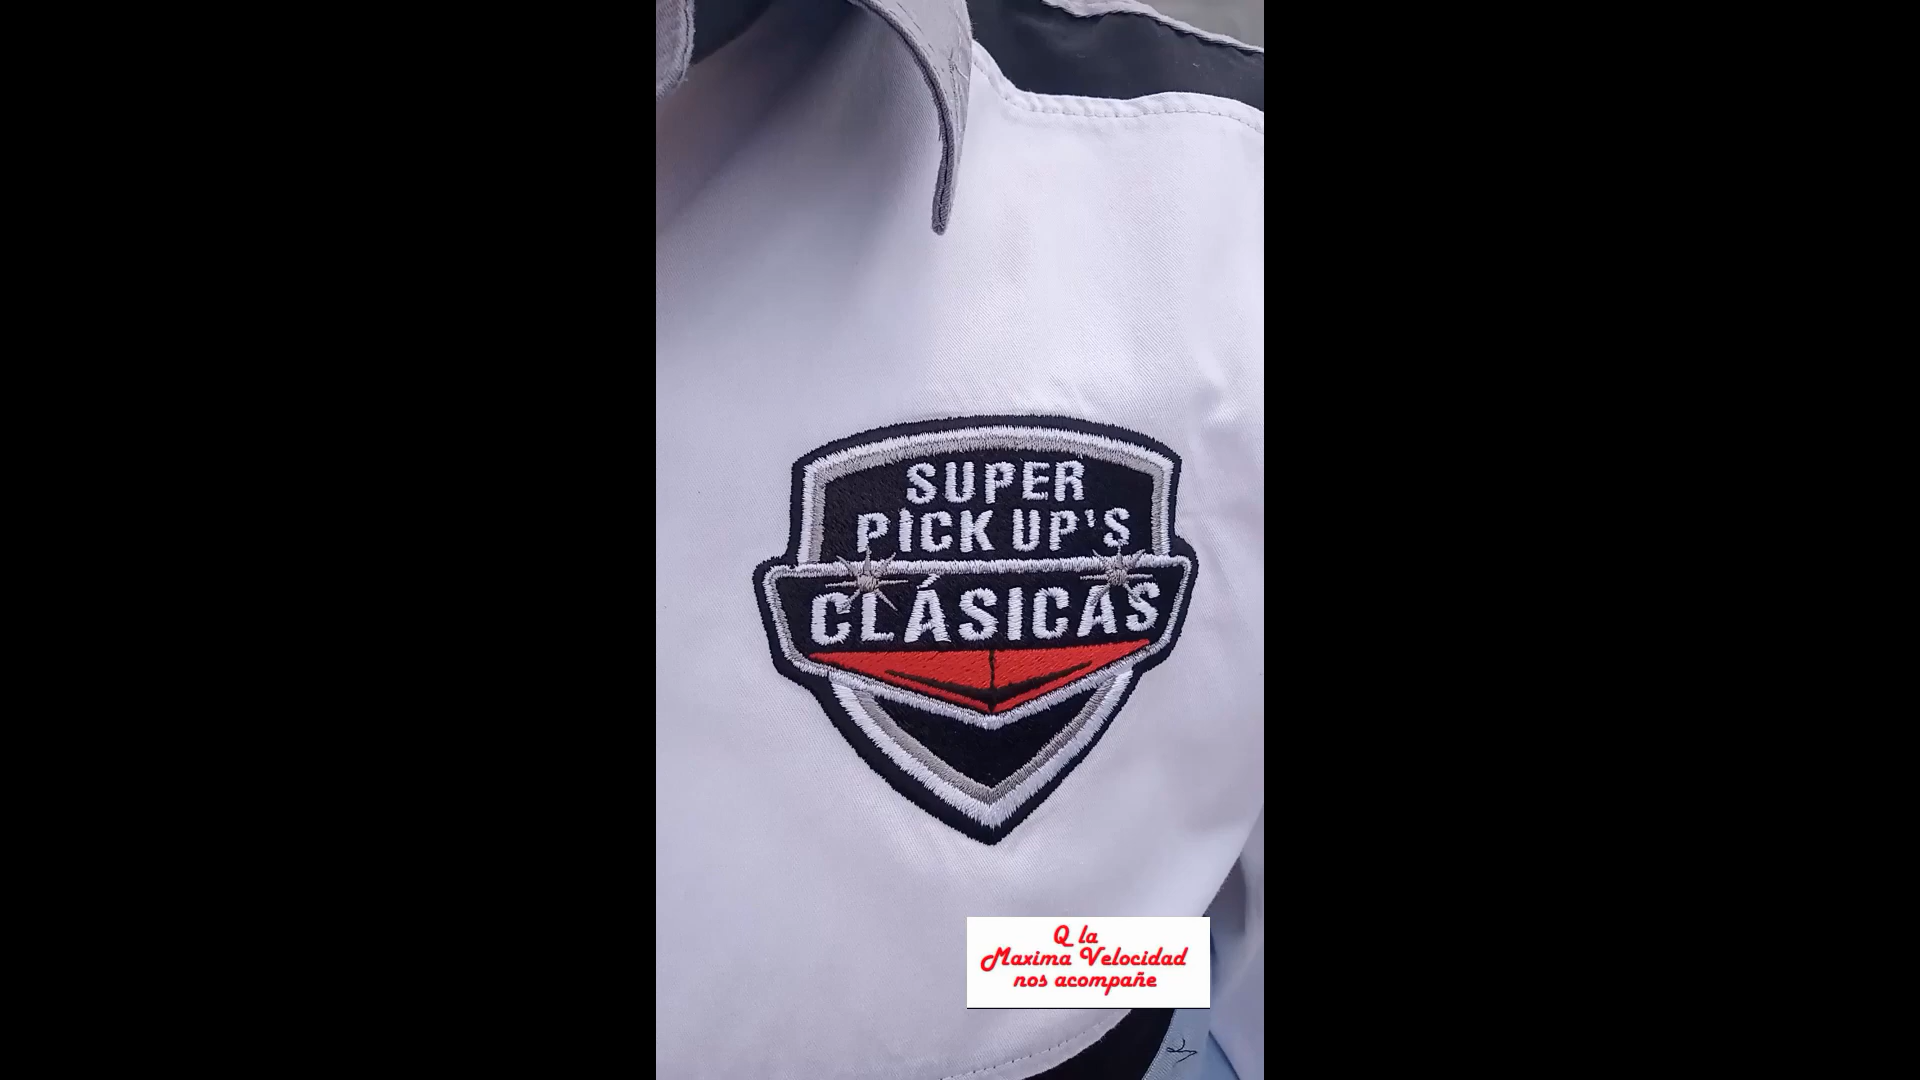 SUPER
PICK UP'S
CLÁSICAS
Q la
Maxima Velocidad
nos acompañe